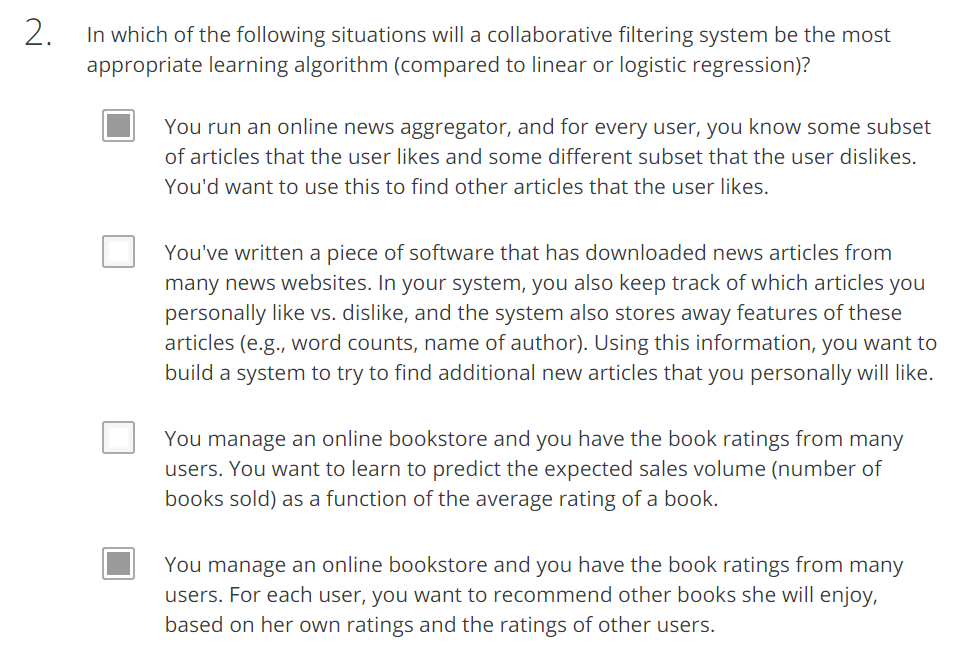 2. In which of the following situations will a collaborative filtering system be the most
appropriate learning algorithm (compared to linear or logistic regression)?
You run an online news aggregator, and for every user, you know some subset
of articles that the user likes and some different subset that the user dislikes.
You'd want to use this to find other articles that the user likes.
You've written a piece of software that has downloaded news articles from
many news websites. In your system, you also keep track of which articles you
personally like vs. dislike, and the system also stores away features of these
articles (e.g., word counts, name of author). Using this information, you want to
build a system to try to find additional new articles that you personally will like.
You manage an online bookstore and you have the book ratings from many
users. You want to learn to predict the expected sales volume (number of
books sold) as a function of the average rating of a book.
You manage an online bookstore and you have the book ratings from many
users. For each user, you want to recommend other books she will enjoy,
based on her own ratings and the ratings of other users.